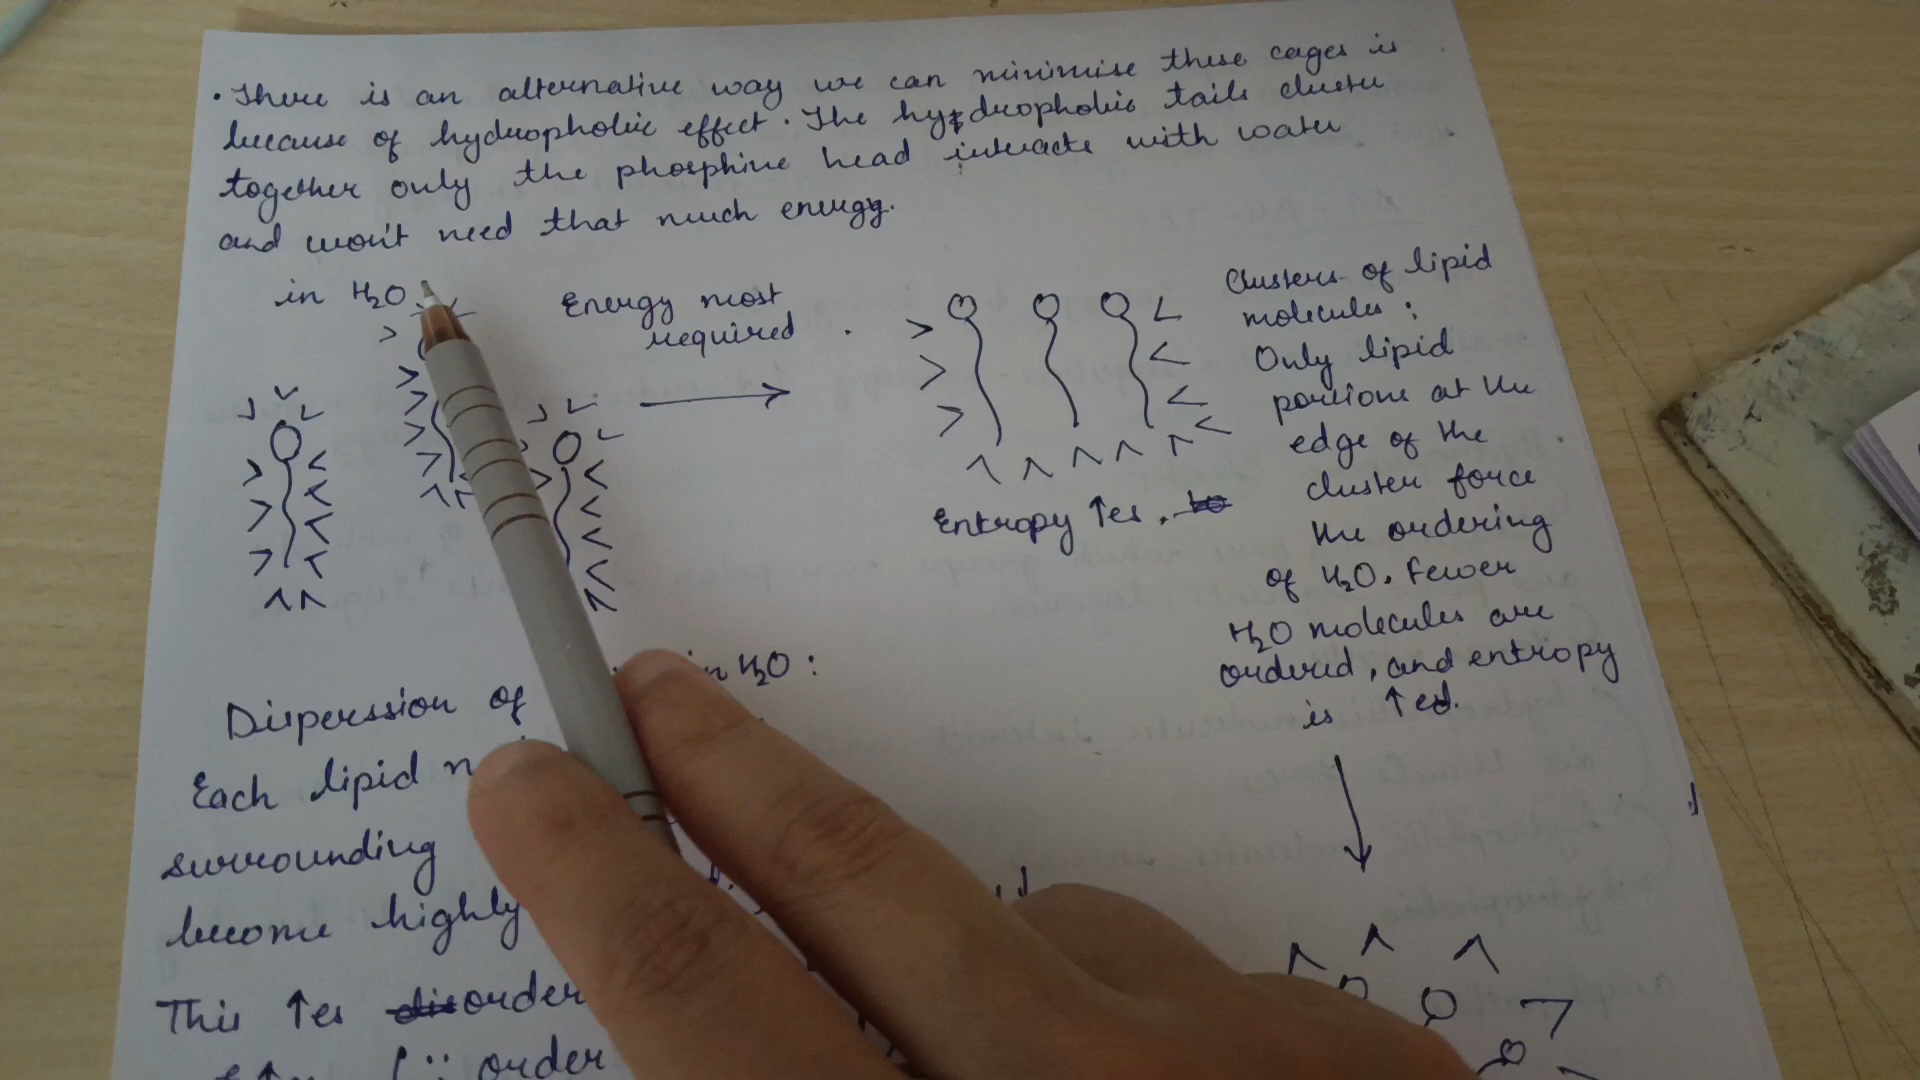 • There is an alternative way we can minimise these cages is
because of hydrophobic effect. The hydrophobic tails cluster
together only the phosphine head interacts with water
and won't need that much energy.
in H₂O
Energy most
required.
Clusters of lipid
molecules:
Only lipid
portions at the
edge of the
cluster force
the ordering
of H₂O. Fewer
H₂O molecules are
ordered, and entropy
is ↑ed.
Entropy ↑es.
Disperssion of in H₂O:
Each lipid
surrounding
become highly
This ↑es order
(∵ order